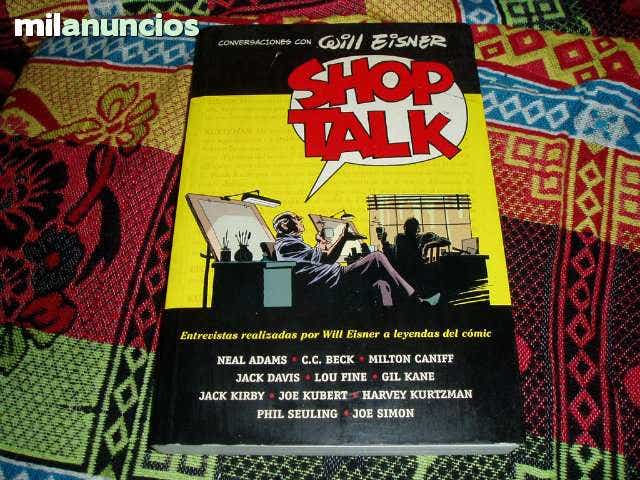 milanuncios
CONVERSACIONES CON Will EISNER
SHOP
TALK
Entrevistas realizadas por Will Eisner a leyendas del cómic
NEAL ADAMS • C.C. BECK • MILTON CANIFF
JACK DAVIS • LOU FINE • GIL KANE
JACK KIRBY • JOE KUBERT • HARVEY KURTZMAN
PHIL SEULING • JOE SIMON